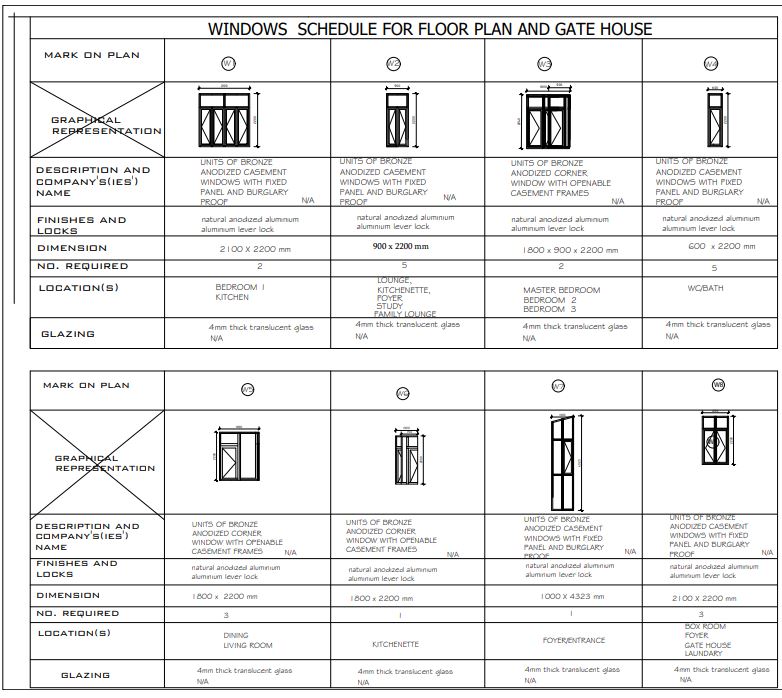 WINDOWS SCHEDULE FOR FLOOR PLAN AND GATE HOUSE
MARK ON PLAN
W1
W2
W3
W4
GRAPHICAL
REPRESENTATION
DESCRIPTION AND
COMPANY'S(IES')
NAME
UNITS OF BRONZE
ANODIZED CASEMENT
WINDOWS WITH FIXED
PANEL AND BURGLARY
PROOF
N/A
UNITS OF BRONZE
ANODIZED CASEMENT
WINDOWS WITH FIXED
PANEL AND BURGLARY
PROOF
N/A
UNITS OF BRONZE
ANODIZED CORNER
WINDOW WITH OPENABLE
CASEMENT FRAMES
N/A
UNITS OF BRONZE
ANODIZED CASEMENT
WINDOWS WITH FIXED
PANEL AND BURGLARY
PROOF
N/A
FINISHES AND
LOCKS
natural anodized aluminium
aluminium lever lock
natural anodized aluminium
aluminium lever lock
natural anodized aluminium
aluminium lever lock
natural anodized aluminium
aluminium lever lock
DIMENSION
2100 X 2200 mm
900 x 2200 mm
1800 x 900 x 2200 mm
600 x 2200 mm
NO. REQUIRED
2
5
2
5
LOCATION(S)
BEDROOM 1
KITCHEN
LOUNGE,
KITCHENETTE,
FOYER
STUDY
FAMILY LOUNGE
MASTER BEDROOM
BEDROOM 2
BEDROOM 3
WC/BATH
GLAZING
4mm thick translucent glass
N/A
4mm thick translucent glass
N/A
4mm thick translucent glass
N/A
4mm thick translucent glass
N/A
MARK ON PLAN
W5
W6
W7
W8
GRAPHICAL
REPRESENTATION
DESCRIPTION AND
COMPANY'S(IES')
NAME
UNITS OF BRONZE
ANODIZED CORNER
WINDOW WITH OPENABLE
CASEMENT FRAMES
N/A
UNITS OF BRONZE
ANODIZED CORNER
WINDOW WITH OPENABLE
CASEMENT FRAMES
N/A
UNITS OF BRONZE
ANODIZED CASEMENT
WINDOWS WITH FIXED
PANEL AND BURGLARY
PROOF
N/A
UNITS OF BRONZE
ANODIZED CASEMENT
WINDOWS WITH FIXED
PANEL AND BURGLARY
PROOF
N/A
FINISHES AND
LOCKS
natural anodized aluminium
aluminium lever lock
natural anodized aluminium
aluminium lever lock
natural anodized aluminium
aluminium lever lock
natural anodized aluminium
aluminium lever lock
DIMENSION
1800 x 2200 mm
1800 x 2200 mm
1000 X 4323 mm
2100 X 2200 mm
NO. REQUIRED
3
1
1
3
LOCATION(S)
DINING
LIVING ROOM
KITCHENETTE
FOYER/ENTRANCE
BOX ROOM
FOYER
GATE HOUSE
LAUNDARY
GLAZING
4mm thick translucent glass
N/A
4mm thick translucent glass
N/A
4mm thick translucent glass
N/A
4mm thick translucent glass
N/A